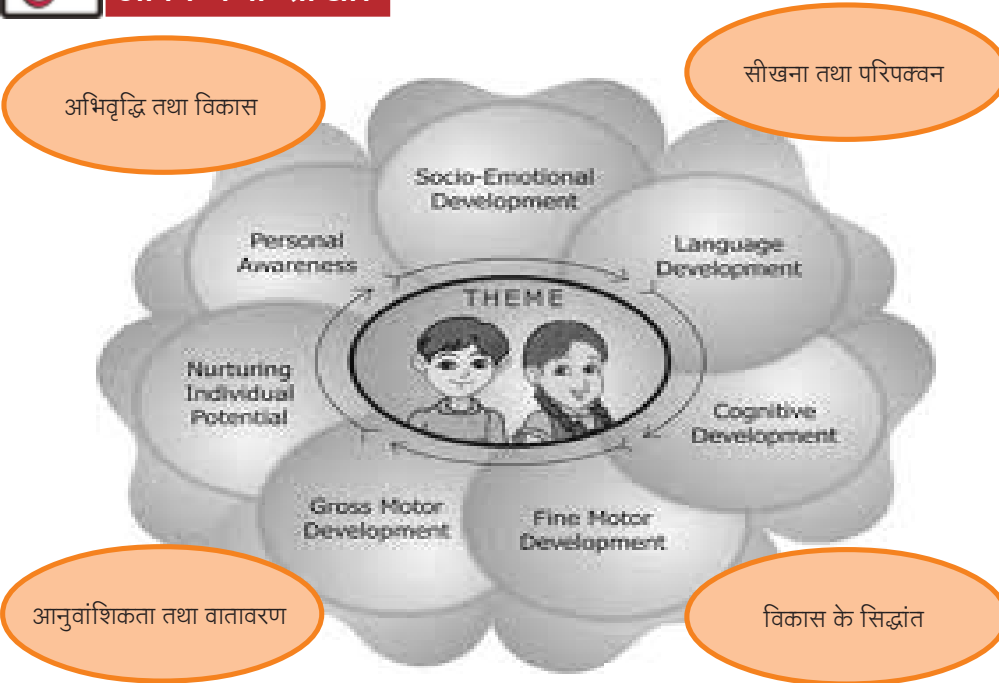 अभिवृद्धि तथा विकास
सीखना तथा परिपक्वन
Socio-Emotional
Development
Personal
Awareness
Language
Development
THEME
Nurturing
Individual
Potential
Cognitive
Development
Gross Motor
Development
Fine Motor
Development
आनुवांशिकता तथा वातावरण
विकास के सिद्धांत